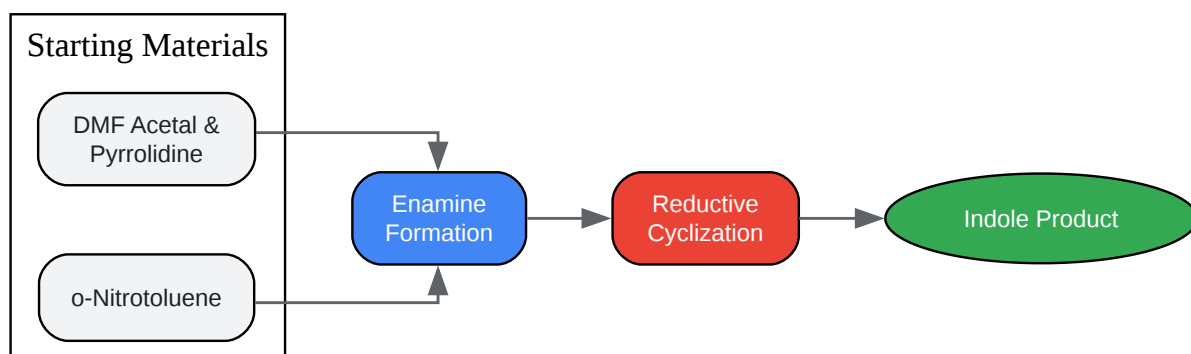 Starting Materials
DMF Acetal &
Pyrrolidine
o-Nitrotoluene
Enamine
Formation
Reductive
Cyclization
Indole Product